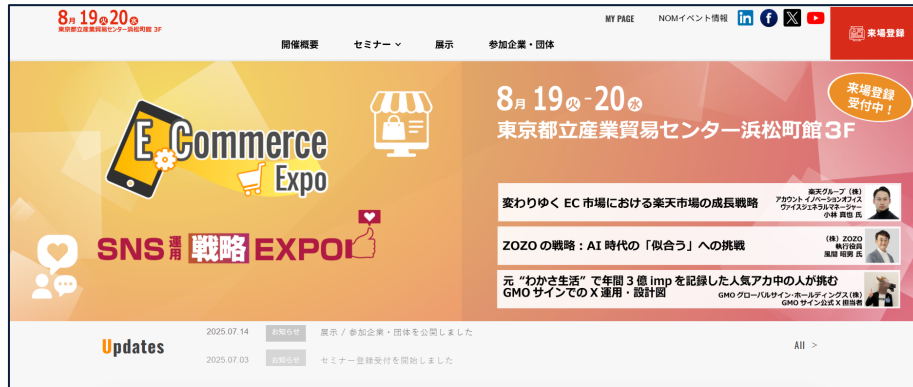 8月 19火20水
東京都立産業貿易センター浜松町館 3F
MY PAGE
NOMイベント情報
in f X
来場登録
開催概要
セミナー
展示
参加企業・団体
E Commerce
Expo
SNS運用戦略EXPO
8月 19火-20水
東京都立産業貿易センター浜松町館3F
来場登録
受付中！
変わりゆく EC 市場における楽天市場の成長戦略
楽天グループ（株）
アカウント イノベーションオフィス
ヴァイスジェネラルマネージャー
小林 真也 氏
ZOZO の戦略：AI 時代の「似合う」への挑戦
（株）ZOZO
執行役員
風間 昭男 氏
元 “わかさ生活” で年間 3 億 imp を記録した人気アカ中の人が挑む
GMO サインでの X 運用・設計図
GMO グローバルサイン・ホールディングス（株）
GMO サイン公式 X 担当者
Updates
2025.07.14
お知らせ
展示 / 参加企業・団体を公開しました
2025.07.03
お知らせ
セミナー登録受付を開始しました
All >